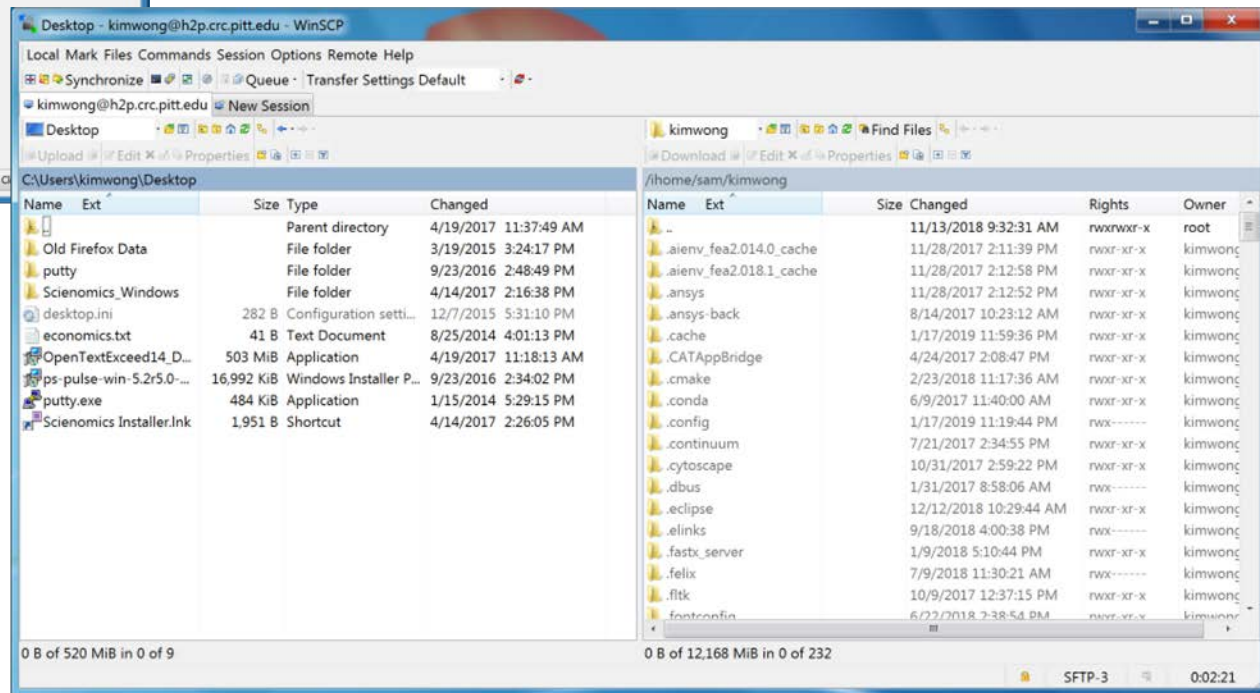 Desktop - kimwong@h2p.crc.pitt.edu - WinSCP
Local Mark Files Commands Session Options Remote Help
Synchronize Queue Transfer Settings Default
kimwong@h2p.crc.pitt.edu New Session
Desktop
Upload Edit Properties
C:\Users\kimwong\Desktop
Name Ext Size Type Changed
.. Parent directory 4/19/2017 11:37:49 AM
Old Firefox Data File folder 3/19/2015 3:24:17 PM
putty File folder 9/23/2016 2:48:49 PM
Scienomics_Windows File folder 4/14/2017 2:16:38 PM
desktop.ini 282 B Configuration setti... 12/7/2015 5:31:10 PM
economics.txt 41 B Text Document 8/25/2014 4:01:13 PM
OpenTextExceed14_D... 503 MiB Application 4/19/2017 11:18:13 AM
ps-pulse-win-5.2r5.0-... 16,992 KiB Windows Installer P... 9/23/2016 2:34:02 PM
putty.exe 484 KiB Application 1/15/2014 5:29:15 PM
Scienomics Installer.lnk 1,951 B Shortcut 4/14/2017 2:26:05 PM
0 B of 520 MiB in 0 of 9
kimwong Find Files
Download Edit Properties
/ihome/sam/kimwong
Name Ext Size Changed Rights Owner
.. 11/13/2018 9:32:31 AM rwxrwxr-x root
.aienv_fea2.014.0_cache 11/28/2017 2:11:39 PM rwxr-xr-x kimwong
.aienv_fea2.018.1_cache 11/28/2017 2:12:58 PM rwxr-xr-x kimwong
.ansys 11/28/2017 2:12:52 PM rwxr-xr-x kimwong
.ansys-back 8/14/2017 10:23:12 AM rwxr-xr-x kimwong
.cache 1/17/2019 11:59:36 PM rwxr-xr-x kimwong
.CATAppBridge 4/24/2017 2:08:47 PM rwxr-xr-x kimwong
.cmake 2/23/2018 11:17:36 AM rwxr-xr-x kimwong
.conda 6/9/2017 11:40:00 AM rwxr-xr-x kimwong
.config 1/17/2019 11:19:44 PM rwx------ kimwong
.continuum 7/21/2017 2:34:55 PM rwxr-xr-x kimwong
.cytoscape 10/31/2017 2:59:22 PM rwxr-xr-x kimwong
.dbus 1/31/2017 8:58:06 AM rwx------ kimwong
.eclipse 12/12/2018 10:29:44 AM rwxr-xr-x kimwong
.elinks 9/18/2018 4:00:38 PM rwx------ kimwong
.fastx_server 1/9/2018 5:10:44 PM rwxr-xr-x kimwong
.felix 7/9/2018 11:30:21 AM rwx------ kimwong
.fltk 10/9/2017 12:37:15 PM rwxr-xr-x kimwong
.fontconfig 6/22/2018 2:38:54 PM rwxr-xr-x kimwong
0 B of 12,168 MiB in 0 of 232
SFTP-3 0:02:21